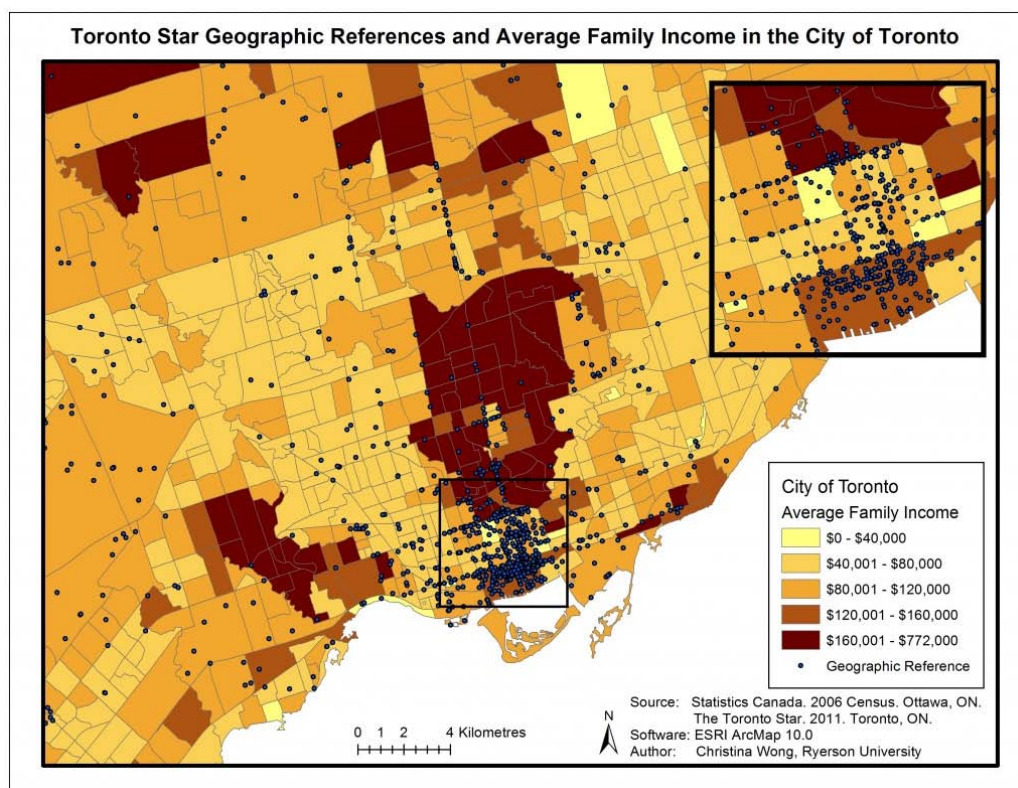 Toronto Star Geographic References and Average Family Income in the City of Toronto
City of Toronto
Average Family Income
$0 - $40,000
$40,001 - $80,000
$80,001 - $120,000
$120,001 - $160,000
$160,001 - $772,000
Geographic Reference
0 1 2 4 Kilometres
N
Source: Statistics Canada. 2006 Census. Ottawa, ON.
The Toronto Star. 2011. Toronto, ON.
Software: ESRI ArcMap 10.0
Author: Christina Wong, Ryerson University